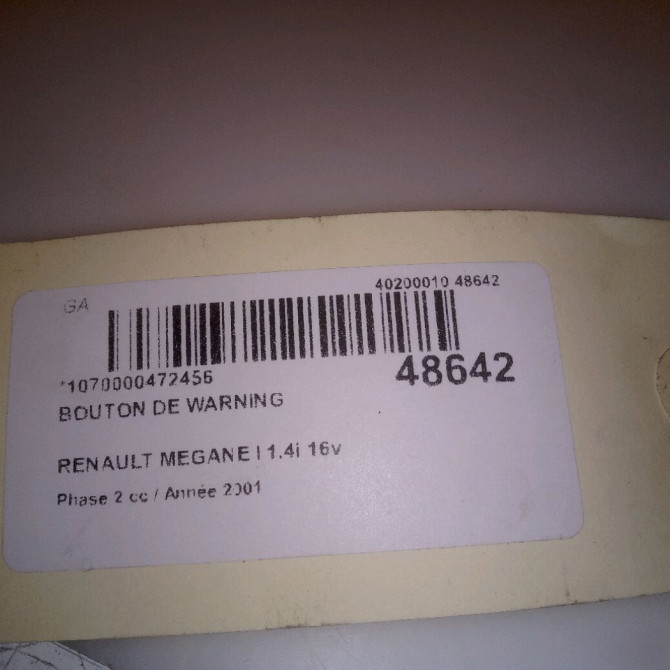 GA
40200010 48642
*1070000472456
48642
BOUTON DE WARNING
RENAULT MEGANE I 1.4i 16v
Phase 2 cc / Année 2001